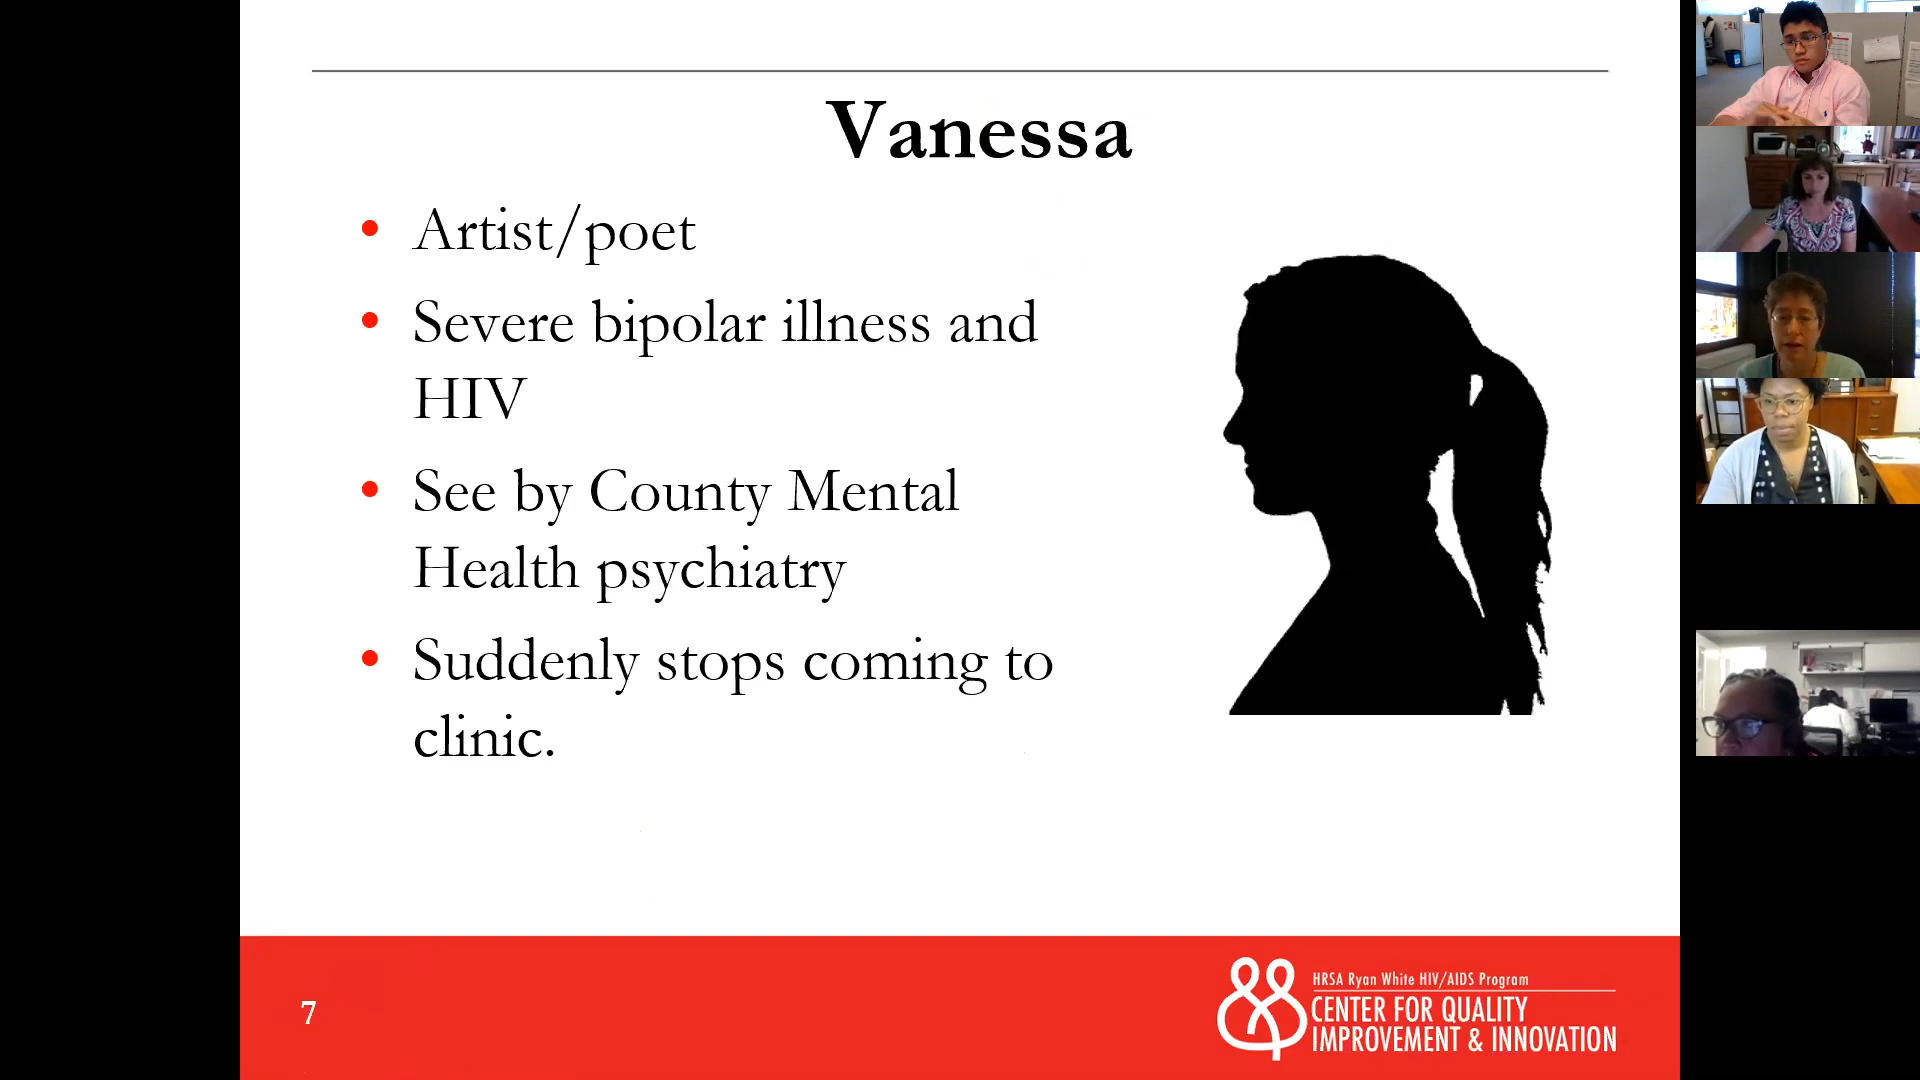 Vanessa
• Artist/poet
• Severe bipolar illness and
HIV
• See by County Mental
Health psychiatry
• Suddenly stops coming to
clinic.
7
HRSA Ryan White HIV/AIDS Program
CENTER FOR QUALITY
IMPROVEMENT & INNOVATION